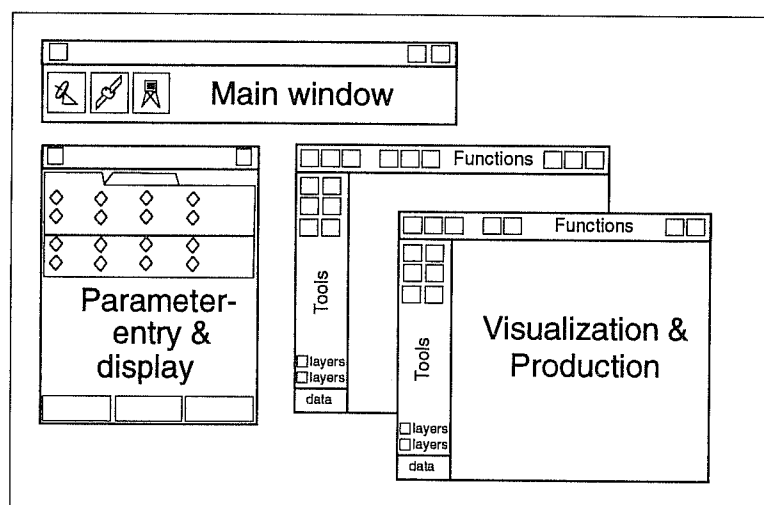 Main window
Parameter-
entry &
display
Functions
Tools
layers
layers
data
Functions
Tools
layers
layers
data
Visualization &
Production